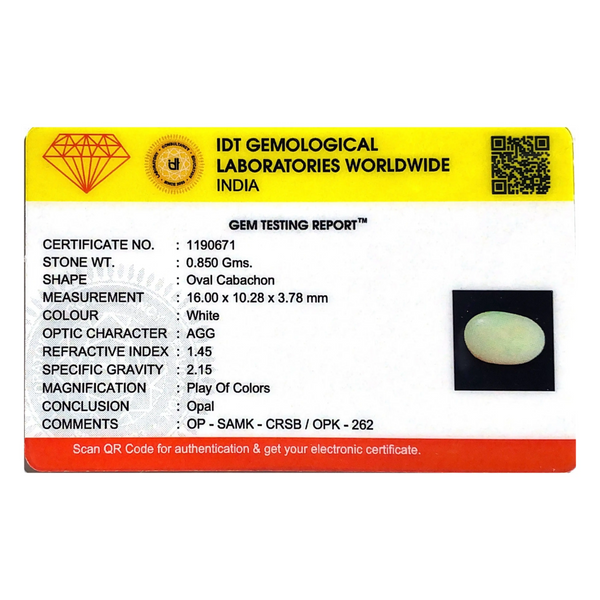 IDT GEMOLOGICAL
LABORATORIES WORLDWIDE
INDIA
idt
GEM TESTING REPORT™
CERTIFICATE NO. : 1190671
STONE WT. : 0.850 Gms.
SHAPE : Oval Cabachon
MEASUREMENT : 16.00 x 10.28 x 3.78 mm
COLOUR : White
OPTIC CHARACTER : AGG
REFRACTIVE INDEX : 1.45
SPECIFIC GRAVITY : 2.15
MAGNIFICATION : Play Of Colors
CONCLUSION : Opal
COMMENTS : OP - SAMK - CRSB / OPK - 262
Scan QR Code for authentication & get your electronic certificate.